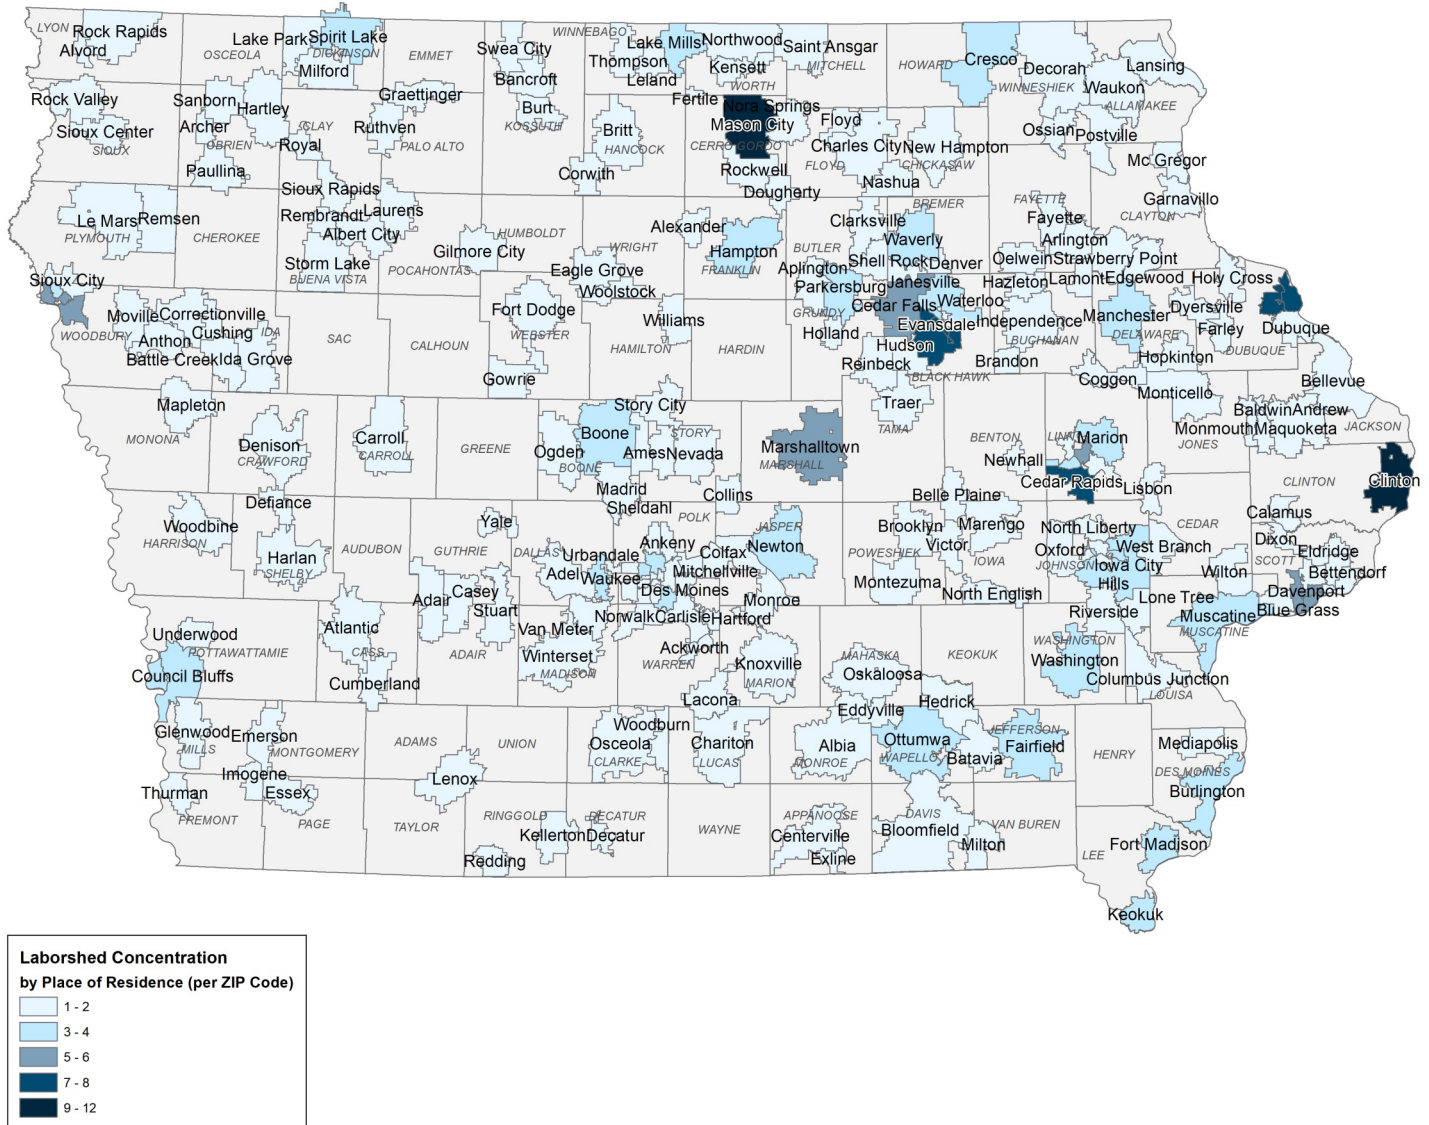 LYON
Rock Rapids
Alvord
OSCEOLA
Lake Park
Spirit Lake
DICKINSON
Milford
EMMET
Swea City
Bancroft
WINNEBAGO
Lake Mills
Thompson
Leland
Northwood
Kensett
WORTH
Saint Ansgar
MITCHELL
HOWARD
Cresco
Decorah
WINNESHIEK
Lansing
Waukon
ALLAMAKEE
Rock Valley
Sanborn
Hartley
Graettinger
Burt
KOSSUTH
Fertile
Nora Springs
Mason City
CERRO GORDO
Floyd
Sioux Center
SIOUX
Archer
OBRIEN
CLAY
Royal
Ruthven
PALO ALTO
Britt
HANCOCK
Charles City
FLOYD
New Hampton
CHICKASAW
Ossian
Postville
Paullina
Corwith
Rockwell
Dougherty
Nashua
Mc Gregor
Garnavillo
CLAYTON
Sioux Rapids
Rembrandt
Laurens
Albert City
Le Mars
Remsen
PLYMOUTH
CHEROKEE
HUMBOLDT
Gilmore City
POCAHONTAS
WRIGHT
Alexander
Hampton
FRANKLIN
BUTLER
Clarksville
BREMER
Waverly
Shell Rock
Denver
FAYETTE
Fayette
Arlington
Oelwein
Strawberry Point
Storm Lake
BUENA VISTA
Eagle Grove
Woolstock
Aplington
Parkersburg
Janesville
Hazleton
Lamont
Edgewood
Holy Cross
Sioux City
WOODBURY
Moville
Correctionville
Cushing
IDA
Anthon
Battle Creek
Ida Grove
SAC
CALHOUN
Fort Dodge
WEBSTER
Williams
HAMILTON
HARDIN
GRUNDY
Holland
Cedar Falls
Waterloo
Evansdale
Hudson
Reinbeck
BLACK HAWK
Independence
BUCHANAN
Brandon
Manchester
DELAWARE
Dyersville
Farley
Dubuque
DUBUQUE
Hopkinton
Gowrie
Coggon
Monticello
Bellevue
Mapleton
MONONA
Denison
CRAWFORD
Carroll
CARROLL
GREENE
Story City
Boone
Ogden
BOONE
STORY
Ames
Nevada
Marshalltown
MARSHALL
Traer
TAMA
BENTON
Newhall
LINN
Marion
Cedar Rapids
Lisbon
JONES
Monmouth
Baldwin
Andrew
Maquoketa
JACKSON
CLINTON
Clinton
Defiance
Madrid
Sheldahl
Collins
Belle Plaine
Calamus
Woodbine
HARRISON
Harlan
SHELBY
AUDUBON
Yale
GUTHRIE
DALLAS
POLK
Ankeny
Urbandale
Colfax
JASPER
Newton
Brooklyn
Victor
Marengo
POWESHIEK
IOWA
North Liberty
Oxford
JOHNSON
West Branch
Iowa City
Hills
CEDAR
Dixon
SCOTT
Eldridge
Bettendorf
Wilton
Adel
Waukee
Mitchellville
Des Moines
Monroe
Montezuma
North English
Lone Tree
Davenport
Blue Grass
Adair
Casey
Stuart
Norwalk
Carlisle
Hartford
Riverside
Muscatine
MUSCATINE
Underwood
POTTAWATTAMIE
Council Bluffs
Atlantic
CASS
Cumberland
ADAIR
Van Meter
Winterset
MADISON
Ackworth
WARREN
Knoxville
MARION
MAHASKA
Oskaloosa
KEOKUK
WASHINGTON
Washington
Columbus Junction
LOUISA
Lacona
Hedrick
Eddyville
Glenwood
MILLS
Emerson
MONTGOMERY
ADAMS
UNION
Woodburn
Osceola
CLARKE
Chariton
LUCAS
Albia
MONROE
Ottumwa
WAPELLO
Batavia
JEFFERSON
Fairfield
HENRY
Mediapolis
DES MOINES
Burlington
Imogene
Thurman
Essex
FREMONT
PAGE
Lenox
TAYLOR
RINGGOLD
Kellerton
DECATUR
Decatur
Redding
WAYNE
APPANOOSE
Centerville
Exline
DAVIS
Bloomfield
Milton
VAN BUREN
LEE
Fort Madison
Keokuk
Laborshed Concentration
by Place of Residence (per ZIP Code)
1 - 2
3 - 4
5 - 6
7 - 8
9 - 12